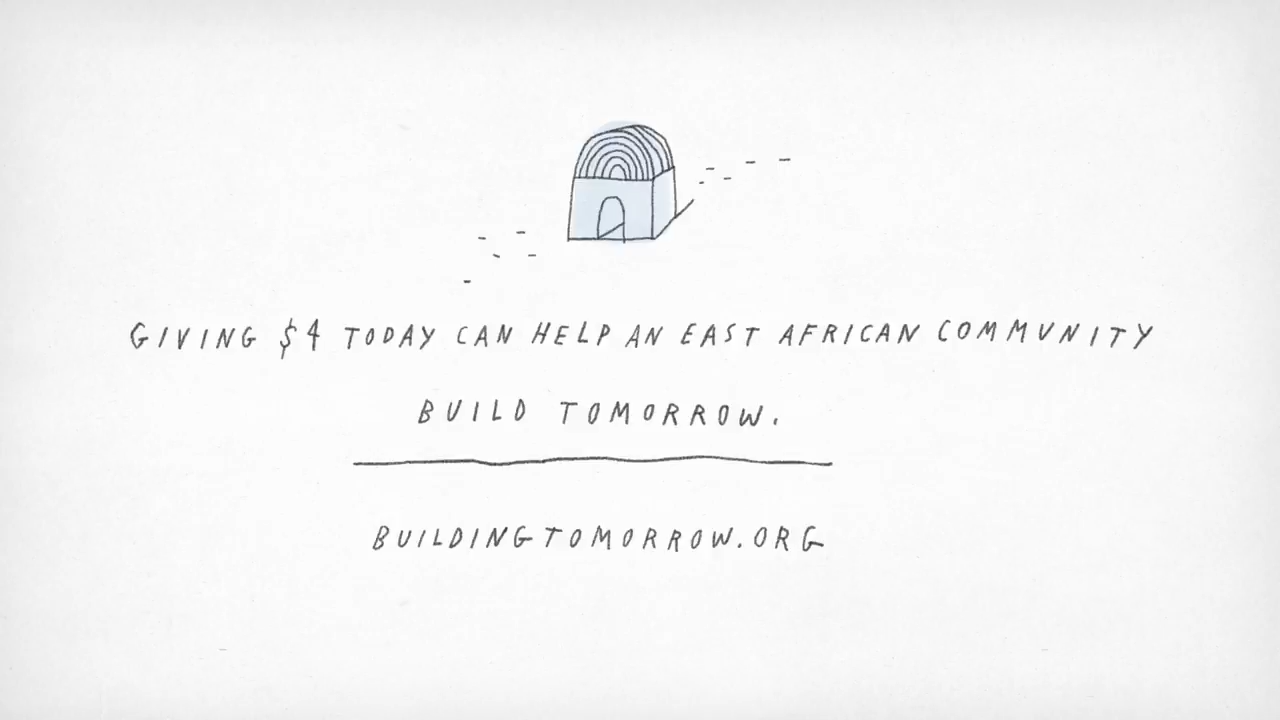 GIVING $4 TODAY CAN HELP AN EAST AFRICAN COMMUNITY
BUILD TOMORROW.
BUILDINGTOMORROW.ORG